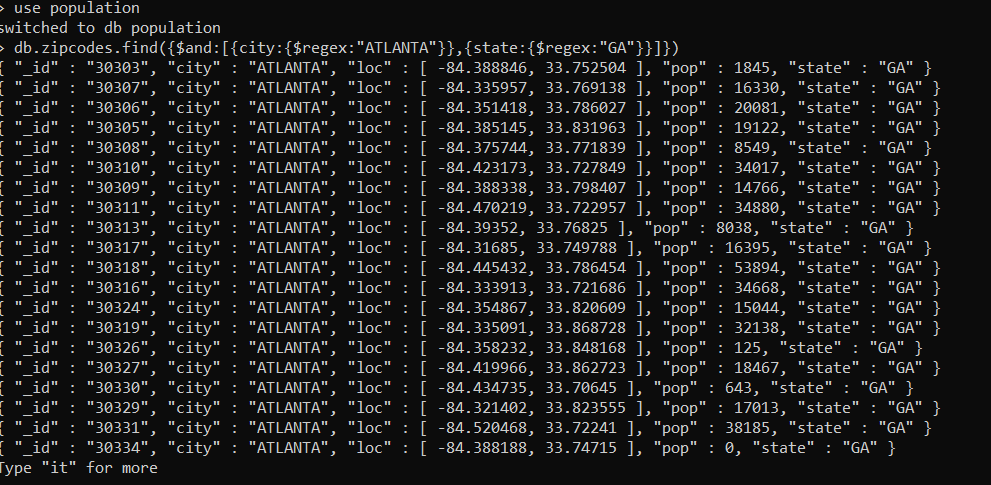 > use population
switched to db population
> db.zipcodes.find({$and:[{city:{$regex:"ATLANTA"}},{state:{$regex:"GA"}}]})
{ "_id" : "30303", "city" : "ATLANTA", "loc" : [ -84.388846, 33.752504 ], "pop" : 1845, "state" : "GA" }
{ "_id" : "30307", "city" : "ATLANTA", "loc" : [ -84.335957, 33.769138 ], "pop" : 16330, "state" : "GA" }
{ "_id" : "30306", "city" : "ATLANTA", "loc" : [ -84.351418, 33.786027 ], "pop" : 20081, "state" : "GA" }
{ "_id" : "30305", "city" : "ATLANTA", "loc" : [ -84.385145, 33.831963 ], "pop" : 19122, "state" : "GA" }
{ "_id" : "30308", "city" : "ATLANTA", "loc" : [ -84.375744, 33.771839 ], "pop" : 8549, "state" : "GA" }
{ "_id" : "30310", "city" : "ATLANTA", "loc" : [ -84.423173, 33.727849 ], "pop" : 34017, "state" : "GA" }
{ "_id" : "30309", "city" : "ATLANTA", "loc" : [ -84.388338, 33.798407 ], "pop" : 14766, "state" : "GA" }
{ "_id" : "30311", "city" : "ATLANTA", "loc" : [ -84.470219, 33.722957 ], "pop" : 34880, "state" : "GA" }
{ "_id" : "30313", "city" : "ATLANTA", "loc" : [ -84.39352, 33.76825 ], "pop" : 8038, "state" : "GA" }
{ "_id" : "30317", "city" : "ATLANTA", "loc" : [ -84.31685, 33.749788 ], "pop" : 16395, "state" : "GA" }
{ "_id" : "30318", "city" : "ATLANTA", "loc" : [ -84.445432, 33.786454 ], "pop" : 53894, "state" : "GA" }
{ "_id" : "30316", "city" : "ATLANTA", "loc" : [ -84.333913, 33.721686 ], "pop" : 34668, "state" : "GA" }
{ "_id" : "30324", "city" : "ATLANTA", "loc" : [ -84.354867, 33.820609 ], "pop" : 15044, "state" : "GA" }
{ "_id" : "30319", "city" : "ATLANTA", "loc" : [ -84.335091, 33.868728 ], "pop" : 32138, "state" : "GA" }
{ "_id" : "30326", "city" : "ATLANTA", "loc" : [ -84.358232, 33.848168 ], "pop" : 125, "state" : "GA" }
{ "_id" : "30327", "city" : "ATLANTA", "loc" : [ -84.419966, 33.862723 ], "pop" : 18467, "state" : "GA" }
{ "_id" : "30330", "city" : "ATLANTA", "loc" : [ -84.434735, 33.70645 ], "pop" : 643, "state" : "GA" }
{ "_id" : "30329", "city" : "ATLANTA", "loc" : [ -84.321402, 33.823555 ], "pop" : 17013, "state" : "GA" }
{ "_id" : "30331", "city" : "ATLANTA", "loc" : [ -84.520468, 33.72241 ], "pop" : 38185, "state" : "GA" }
{ "_id" : "30334", "city" : "ATLANTA", "loc" : [ -84.388188, 33.74715 ], "pop" : 0, "state" : "GA" }
Type "it" for more